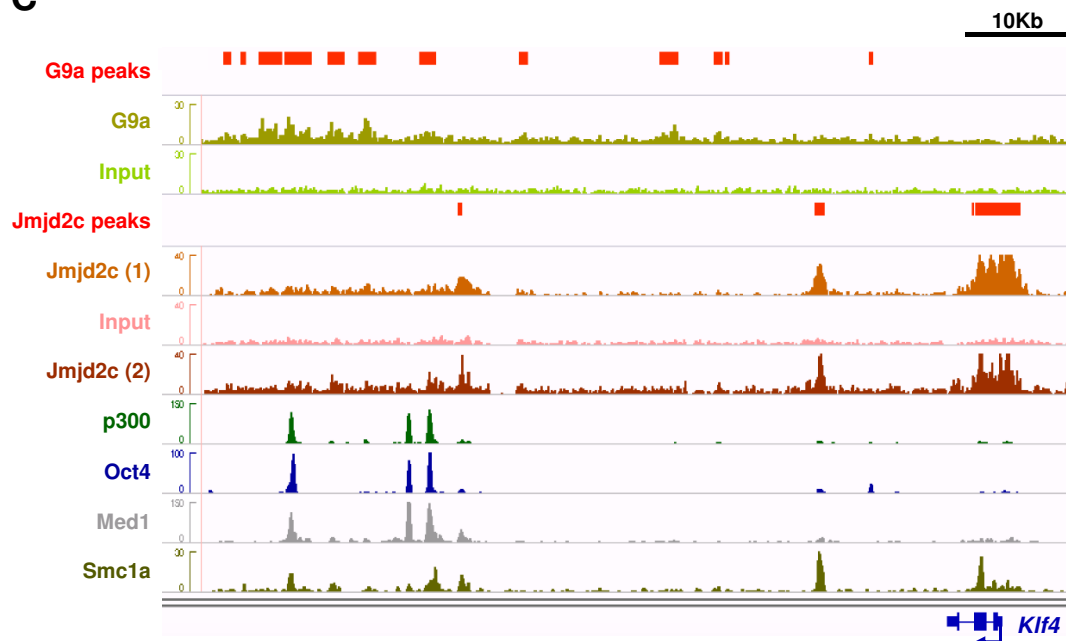 C
10Kb
G9a peaks
30
G9a
0
30
Input
0
Jmjd2c peaks
40
Jmjd2c (1)
0
40
Input
0
40
Jmjd2c (2)
0
150
p300
0
100
Oct4
0
150
Med1
0
30
Smc1a
0
Klf4